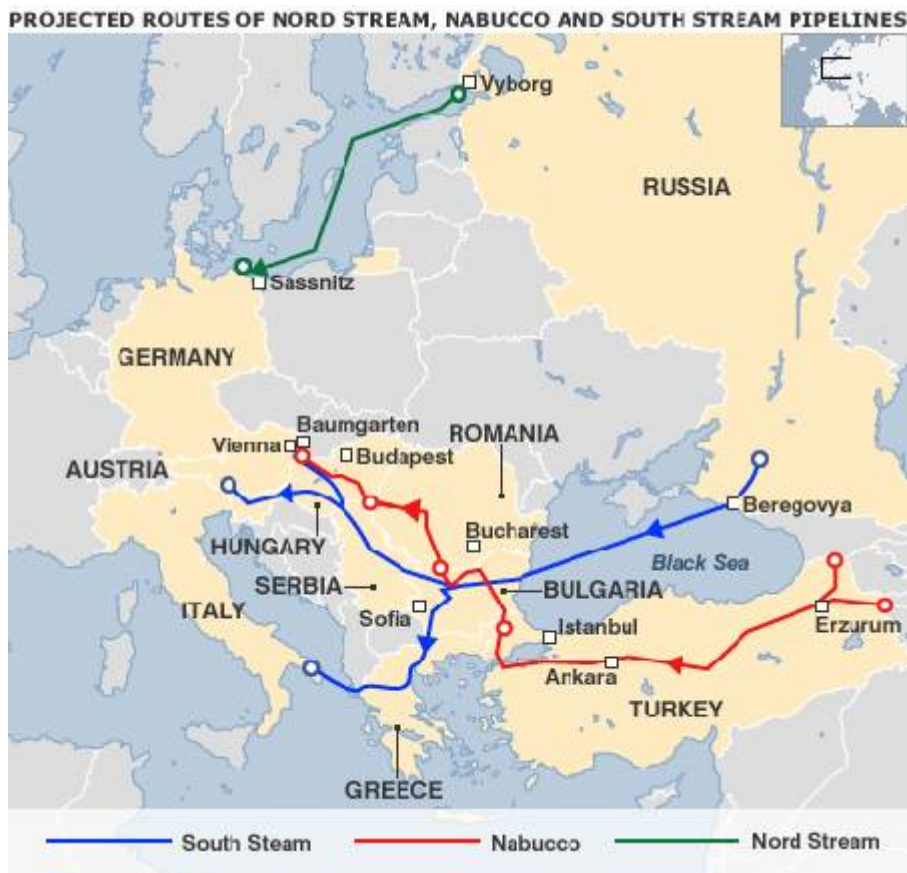 PROJECTED ROUTES OF NORD STREAM, NABUCCO AND SOUTH STREAM PIPELINES
Vyborg
RUSSIA
Sassnitz
GERMANY
Baumgarten
Vienna
Budapest
ROMANIA
AUSTRIA
Beregovya
Bucharest
HUNGARY
Black Sea
SERBIA
BULGARIA
ITALY
Sofia
Istanbul
Erzurum
Ankara
TURKEY
GREECE
South Steam
Nabucco
Nord Stream